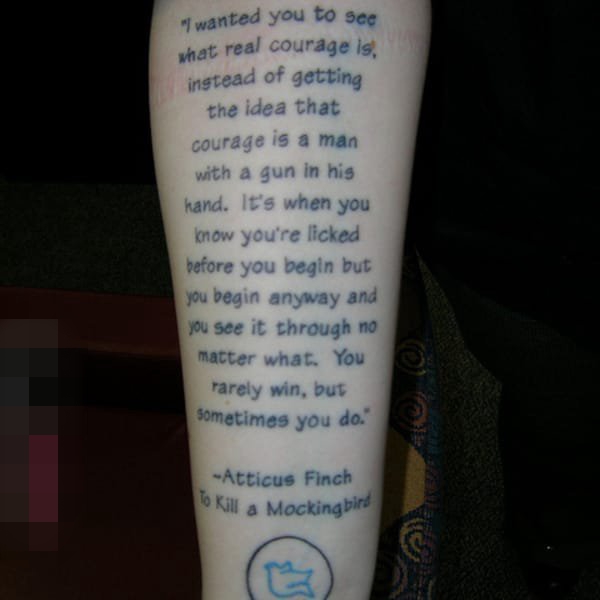 "I wanted you to see
what real courage is,
instead of getting
the idea that
courage is a man
with a gun in his
hand. It's when you
know you're licked
before you begin but
you begin anyway and
you see it through no
matter what. You
rarely win, but
sometimes you do."
~Atticus Finch
To Kill a Mockingbird